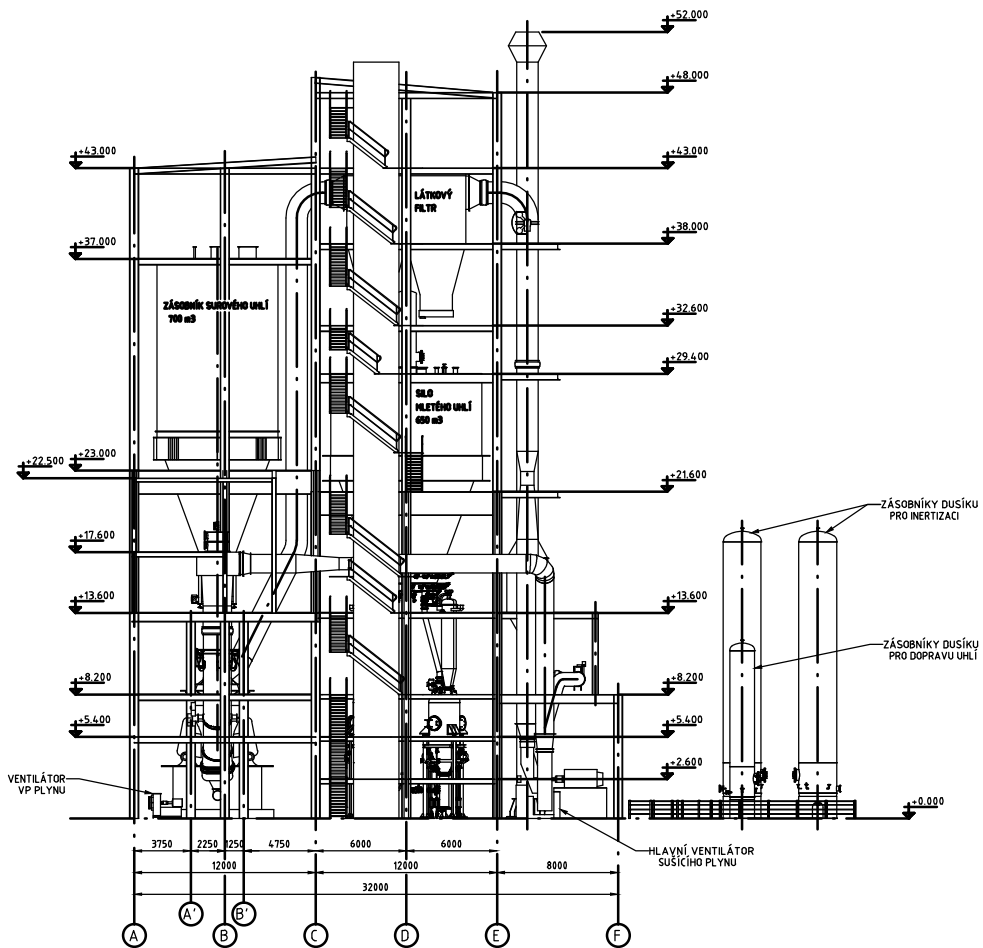 +52.000
+48.000
+43.000
+43.000
LÁTKOVÝ
FILTR
+38.000
+37.000
ZÁSOBNÍK SUROVÉHO UHLÍ
700 m3
+32.600
+29.400
SILO
MLETÉHO UHLÍ
650 m3
+23.000
+22.500
+21.600
ZÁSOBNÍKY DUSÍKU
PRO INERTIZACI
+17.600
+13.600
+13.600
ZÁSOBNÍKY DUSÍKU
PRO DOPRAVU UHLÍ
+8.200
+8.200
+5.400
+5.400
+2.600
VENTILÁTOR
VP PLYNU
+0.000
HLAVNÍ VENTILÁTOR
SUŠÍCÍHO PLYNU
3750 2250 1250 4750 6000 6000
12000 12000 8000
32000
A A' B B' C D E F